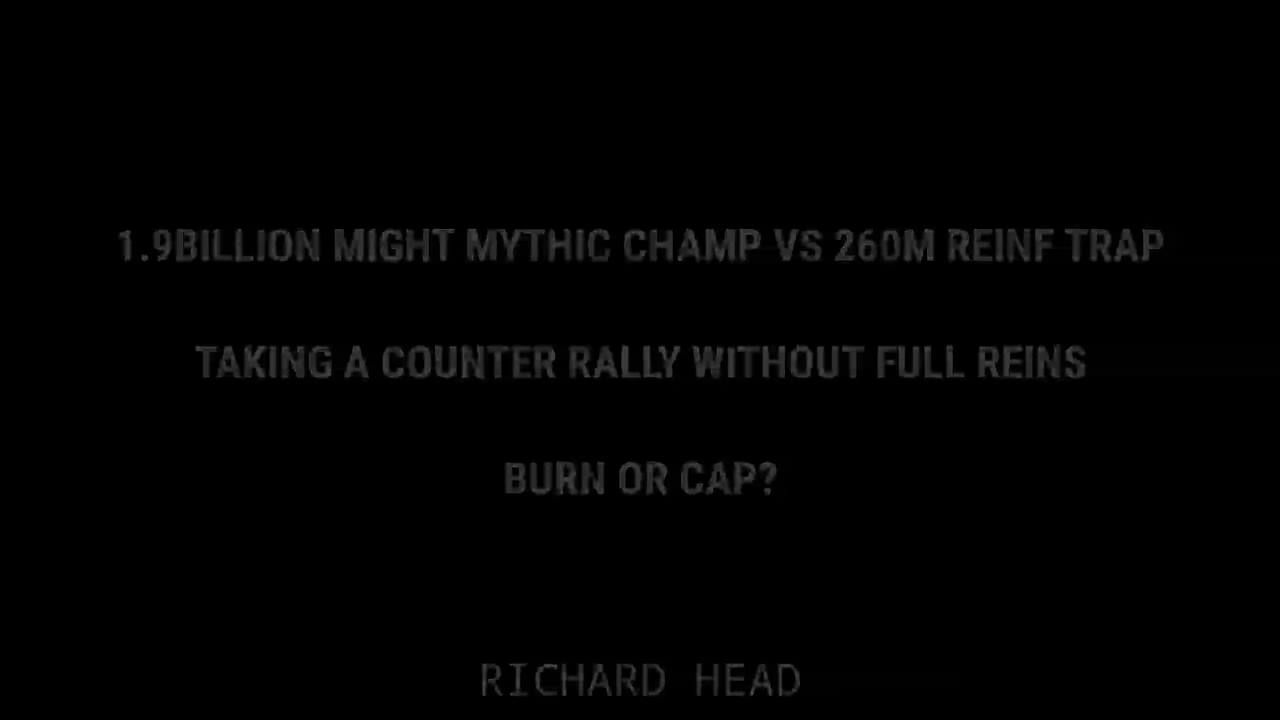 1.9BILLION MIGHT MYTHIC CHAMP VS 260M REINF TRAP
TAKING A COUNTER RALLY WITHOUT FULL REINS
BURN OR CAP?
RICHARD HEAD